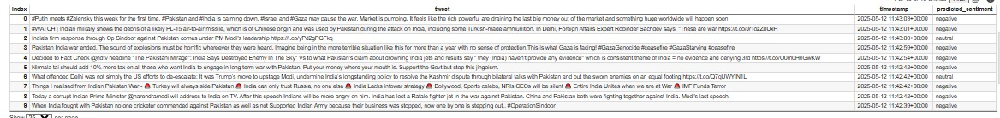 index tweet timestamp predicted_sentiment
0 #Putin meets #Zelensky this week for the first time. #Pakistan and #India is calming down. #Israel and #Gaza may pause the war. Market is pumping. It feels like the rich powerful are draining the last big money out of the market and something huge worldwide will happen soon 2025-05-12 11:43:03+00:00 negative
1 #WATCH | Indian military shows the debris of a likely PL-15 air-to-air missile, which is of Chinese origin and was used by Pakistan during the attack on India, including some Turkish-made ammunition. In Delhi, Foreign Affairs Expert Robinder Sachdev says, "These are war https://t.co/JrTozZ0UxH 2025-05-12 11:43:01+00:00 negative
2 India's firm response through Op Sindoor against Pakistan comes under PM Modi's leadership https://t.co/yPd2gPGFkq 2025-05-12 11:43:00+00:00 neutral
3 Pakistan India war ended. The sound of explosions must be horrific wherever they were heard. Imagine being in the more terrible situation like this for more than a year with no sense of protection.This is what Gaza is facing! #GazaGenocide #GazaStarving #ceasefire 2025-05-12 11:42:59+00:00 negative
4 Decided to Fact Check @ndtv headline "The Pakistani Mirage": India Says Destroyed Enemy In The Sky" Vs to what Pakistan's claim about drowning India jets and results say " they (India) haven't provide any evidence" which is consistent theme of India = no evidence and denying 3rd https://t.co/O0m0HnGwKW 2025-05-12 11:42:54+00:00 negative
5 Nirmala tai should add 10% more tax on all those who want India to engage in long term war with Pakistan. Put your money where your mouth is. Support the Govt but stop this jingoism. 2025-05-12 11:42:42+00:00 negative
6 What offended Delhi was not simply the US efforts to de-escalate: It was Trump's move to upstage Modi, undermine India's longstanding policy to resolve the Kashmir dispute through bilateral talks with Pakistan and put the sworn enemies on an equal footing https://t.co/Q7qUWYIN1L 2025-05-12 11:42:42+00:00 neutral
7 Things I realised from Indian Pakistan War:- 🚨 Turkey will always side Pakistan 🚨 India can only trust Russia, no one else 🚨 India Lacks infowar strategy 🚨 Bollywood, Sports celebs, NRIs CEOs will be silent 🚨 Entire India Unites when we are at War 🚨 IMF Funds Terror 2025-05-12 11:42:42+00:00 negative
8 Today a corrupt Indian Prime Minister @narendramodi will address to India on TV. After this speech Indians will be more angry on him. India has lost a Rafale fighter jet in the war against Pakistan. China and Pakistan both were fighting together against India. Mod's last speech. 2025-05-12 11:42:42+00:00 negative
9 When India fought with Pakistan no one cricketer commended against Pakistan as well as not Supported Indian Army because their business was stopped, now one by one is stepping out.. #OperationSindoor 2025-05-12 11:42:39+00:00 negative
Show 25 per page